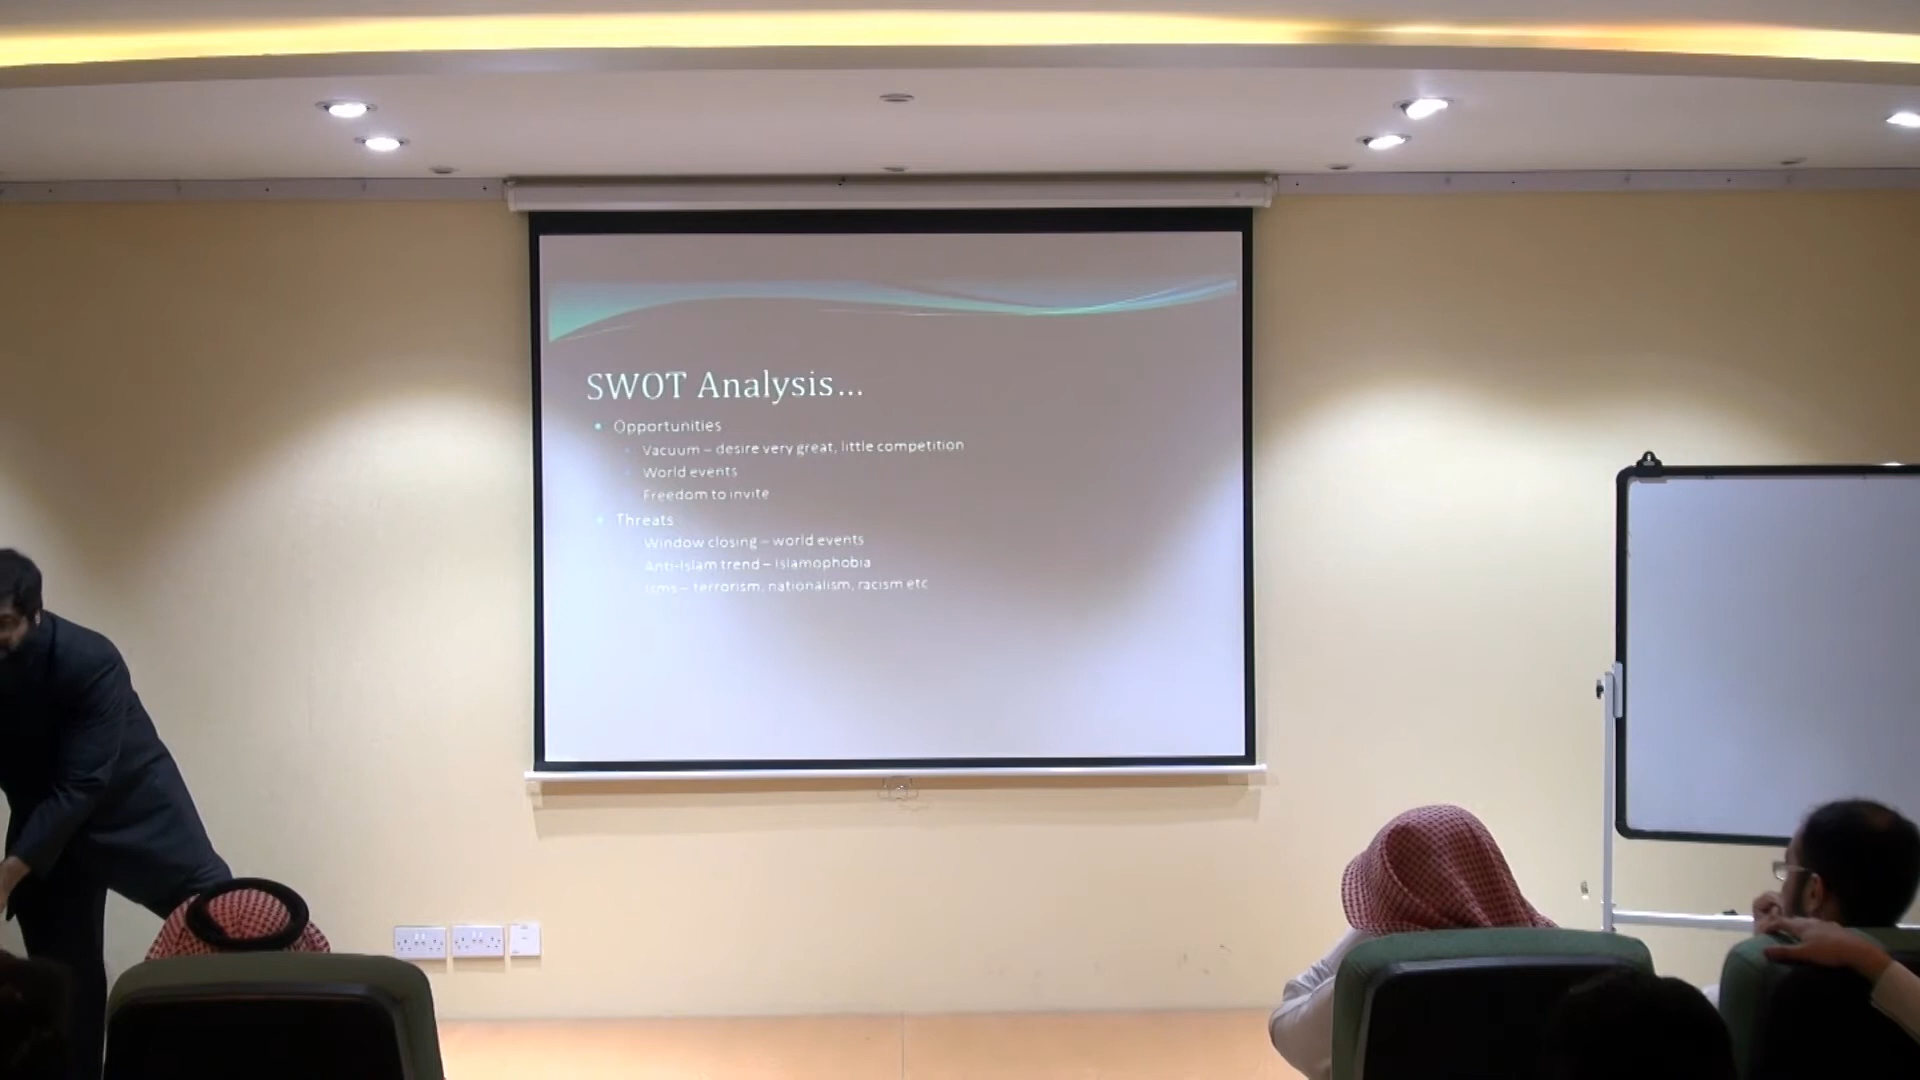 SWOT Analysis...
Opportunities
Vacuum – desire very great, little competition
World events
Freedom to invite
Threats
Window closing – world events
Anti-Islam trend – Islamophobia
Isms – terrorism, nationalism, racism etc